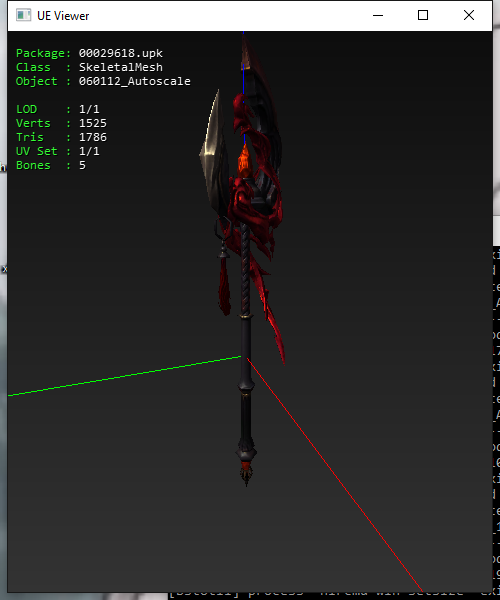 UE Viewer
Package: 00029618.upk
Class  : SkeletalMesh
Object : 060112_Autoscale
LOD    : 1/1
Verts  : 1525
Tris   : 1786
UV Set : 1/1
Bones  : 5